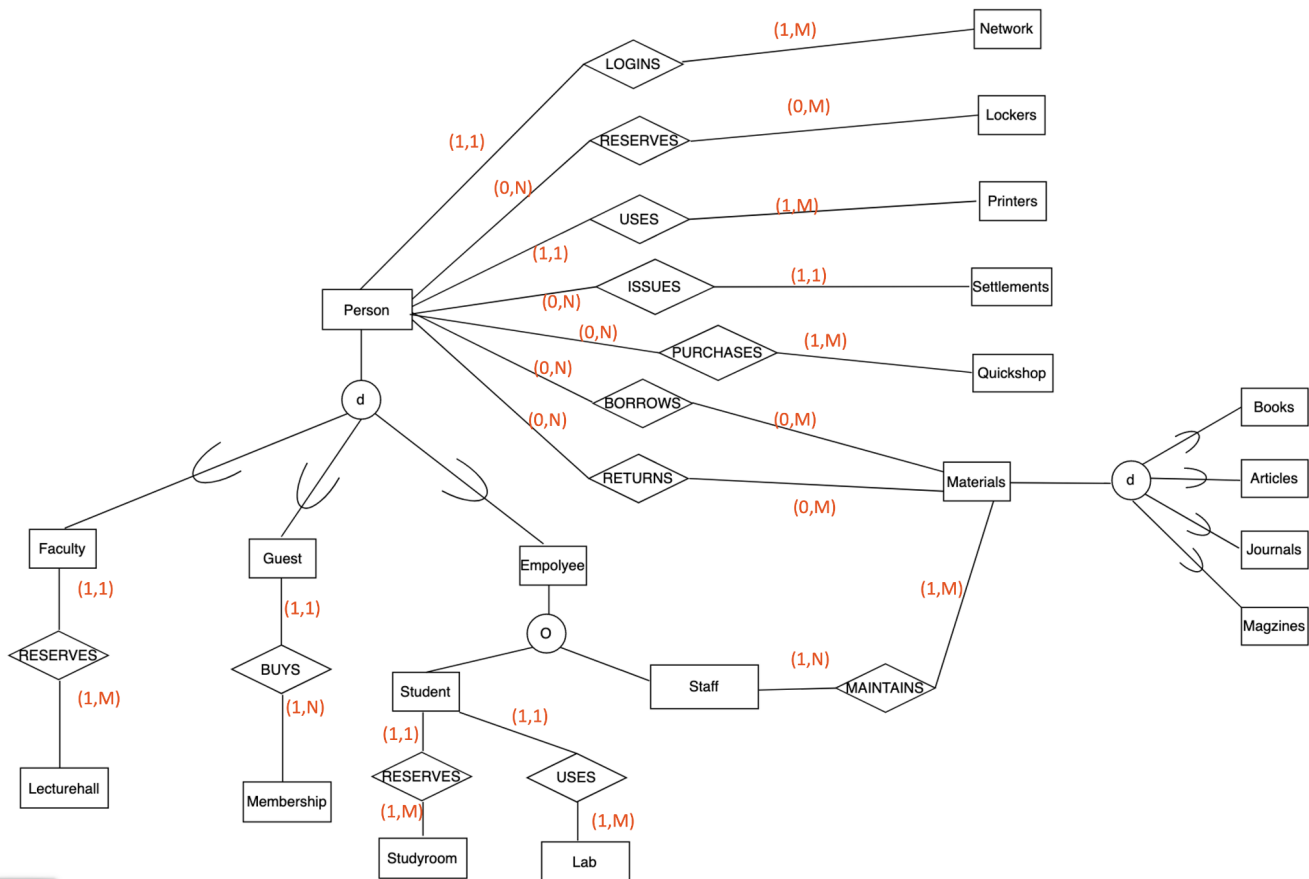 (1,M)
Network
LOGINS
(0,M)
Lockers
(1,1)
RESERVES
(0,N)
(1,M)
Printers
USES
(1,1)
(1,1)
ISSUES
Settlements
(0,N)
Person
(0,N)
(1,M)
PURCHASES
Quickshop
(0,N)
d
BORROWS
(0,N)
(0,M)
Books
RETURNS
Materials
d
Articles
(0,M)
Faculty
Guest
Empolyee
Journals
(1,1)
(1,1)
(1,M)
Magzines
O
RESERVES
BUYS
(1,N)
Student
Staff
MAINTAINS
(1,M)
(1,N)
(1,1)
(1,1)
RESERVES
USES
Lecturehall
Membership
(1,M)
(1,M)
Studyroom
Lab